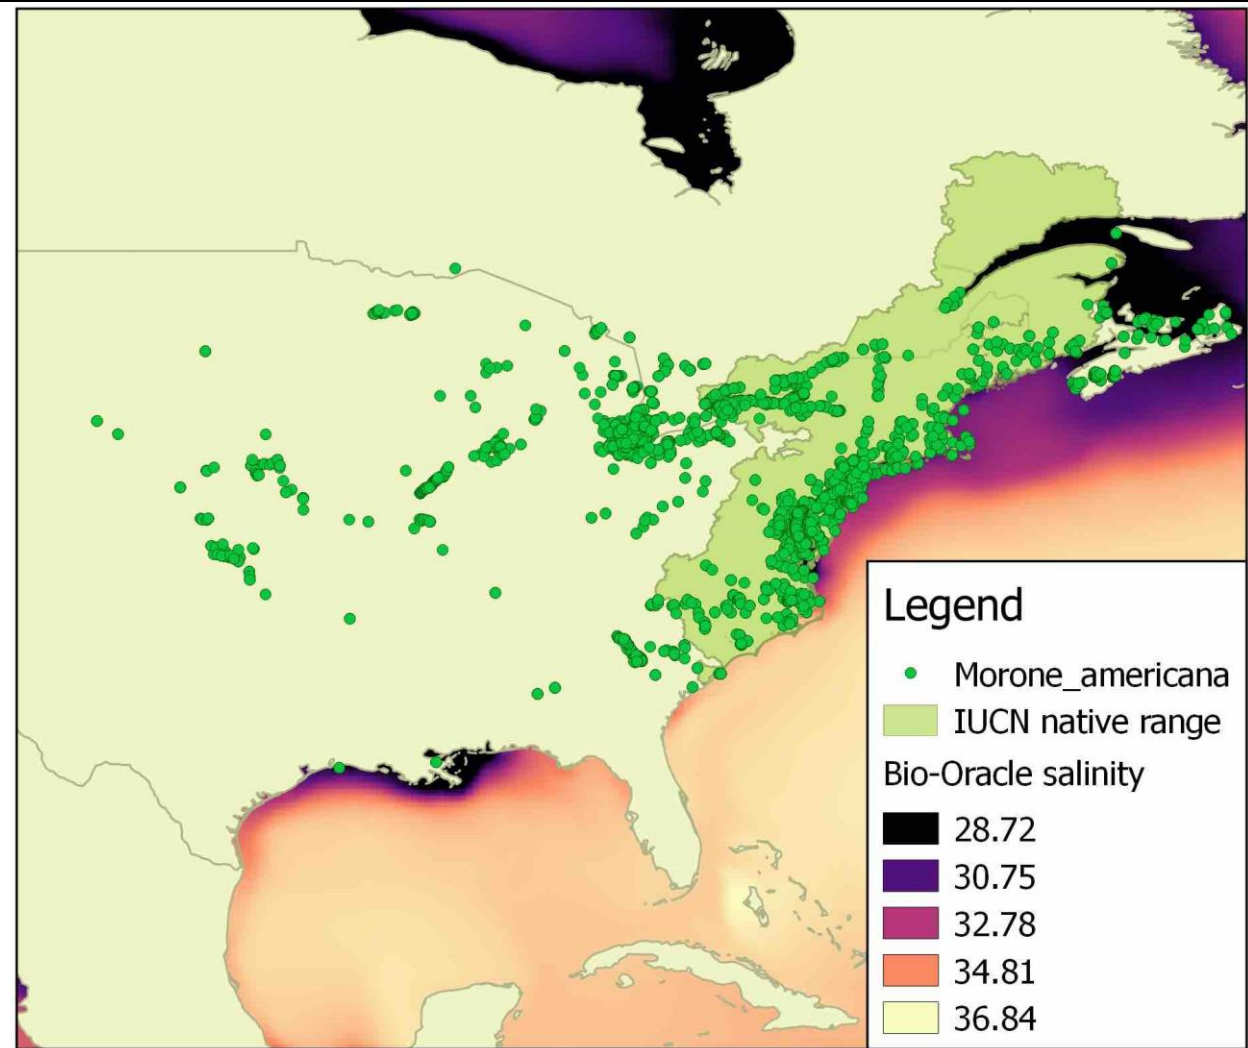 Legend
Morone_americana
IUCN native range
Bio-Oracle salinity
28.72
30.75
32.78
34.81
36.84